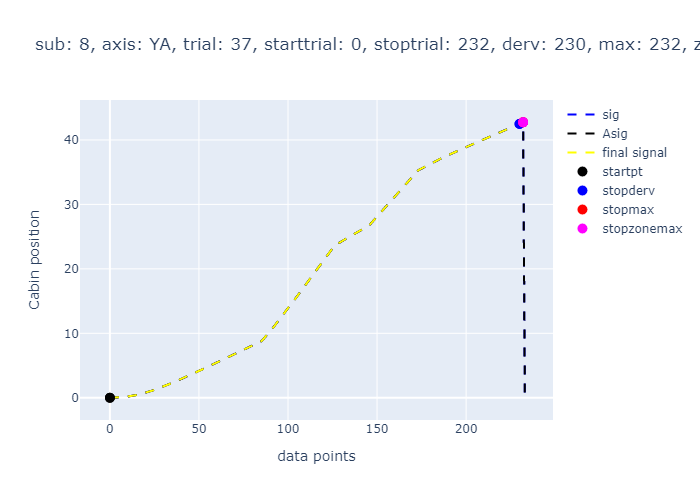 sub: 8, axis: YA, trial: 37, starttrial: 0, stoptrial: 232, derv: 230, max: 232, z
40
30
20
10
0
Cabin position
0 50 100 150 200
data points
sig
Asig
final signal
startpt
stopderv
stopmax
stopzonemax